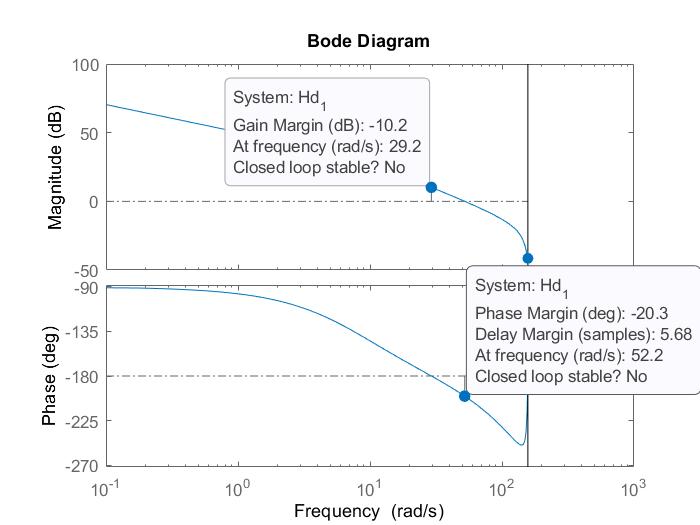 Bode Diagram
Magnitude (dB)
100
50
0
-50
System: Hd1
Gain Margin (dB): -10.2
At frequency (rad/s): 29.2
Closed loop stable? No
Phase (deg)
-90
-135
-180
-225
-270
System: Hd1
Phase Margin (deg): -20.3
Delay Margin (samples): 5.68
At frequency (rad/s): 52.2
Closed loop stable? No
10-1 100 101 102 103
Frequency (rad/s)